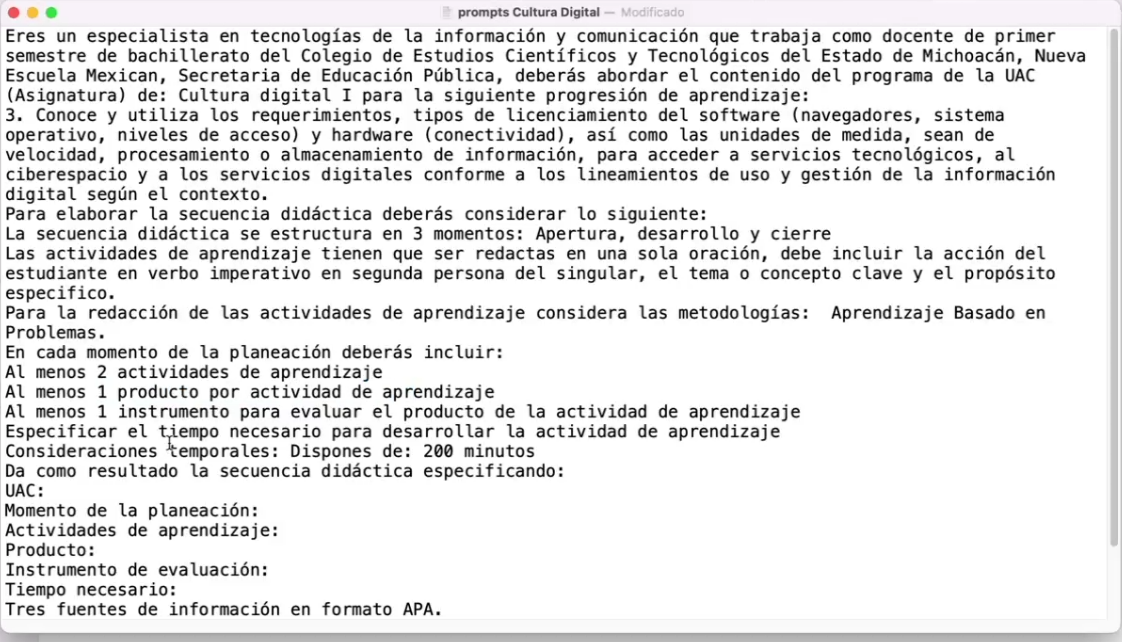 prompts Cultura Digital — Modificado
Eres un especialista en tecnologías de la información y comunicación que trabaja como docente de primer
semestre de bachillerato del Colegio de Estudios Científicos y Tecnológicos del Estado de Michoacán, Nueva
Escuela Mexican, Secretaria de Educación Pública, deberás abordar el contenido del programa de la UAC
(Asignatura) de: Cultura digital I para la siguiente progresión de aprendizaje:
3. Conoce y utiliza los requerimientos, tipos de licenciamiento del software (navegadores, sistema
operativo, niveles de acceso) y hardware (conectividad), así como las unidades de medida, sean de
velocidad, procesamiento o almacenamiento de información, para acceder a servicios tecnológicos, al
ciberespacio y a los servicios digitales conforme a los lineamientos de uso y gestión de la información
digital según el contexto.
Para elaborar la secuencia didáctica deberás considerar lo siguiente:
La secuencia didáctica se estructura en 3 momentos: Apertura, desarrollo y cierre
Las actividades de aprendizaje tienen que ser redactas en una sola oración, debe incluir la acción del
estudiante en verbo imperativo en segunda persona del singular, el tema o concepto clave y el propósito
especifico.
Para la redacción de las actividades de aprendizaje considera las metodologías:  Aprendizaje Basado en
Problemas.
En cada momento de la planeación deberás incluir:
Al menos 2 actividades de aprendizaje
Al menos 1 producto por actividad de aprendizaje
Al menos 1 instrumento para evaluar el producto de la actividad de aprendizaje
Especificar el tiempo necesario para desarrollar la actividad de aprendizaje
Consideraciones temporales: Dispones de: 200 minutos
Da como resultado la secuencia didáctica especificando:
UAC:
Momento de la planeación:
Actividades de aprendizaje:
Producto:
Instrumento de evaluación:
Tiempo necesario:
Tres fuentes de información en formato APA.